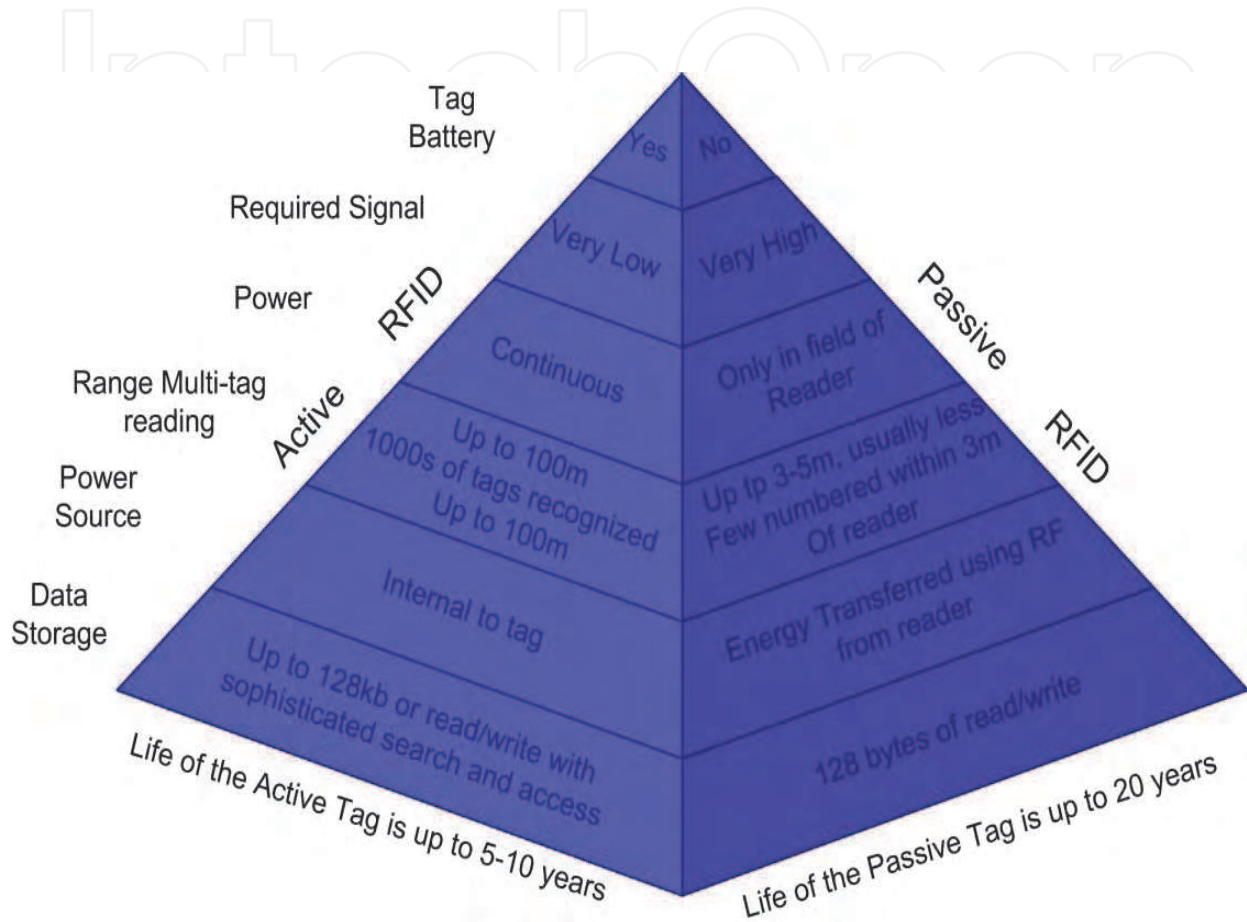 IntechOpen
Tag
Battery
Yes
No
Required Signal
Very Low
Very High
Power
Continuous
Only in field of
Reader
Active RFID
Passive RFID
Range Multi-tag
reading
Up to 100m
1000s of tags recognized
Up to 100m
Up tp 3-5m, usually less
Few numbered within 3m
Of reader
Power
Source
Internal to tag
Energy Transferred using RF
from reader
Data
Storage
Up to 128kb or read/write with
sophisticated search and access
128 bytes of read/write
Life of the Active Tag is up to 5-10 years
Life of the Passive Tag is up to 20 years